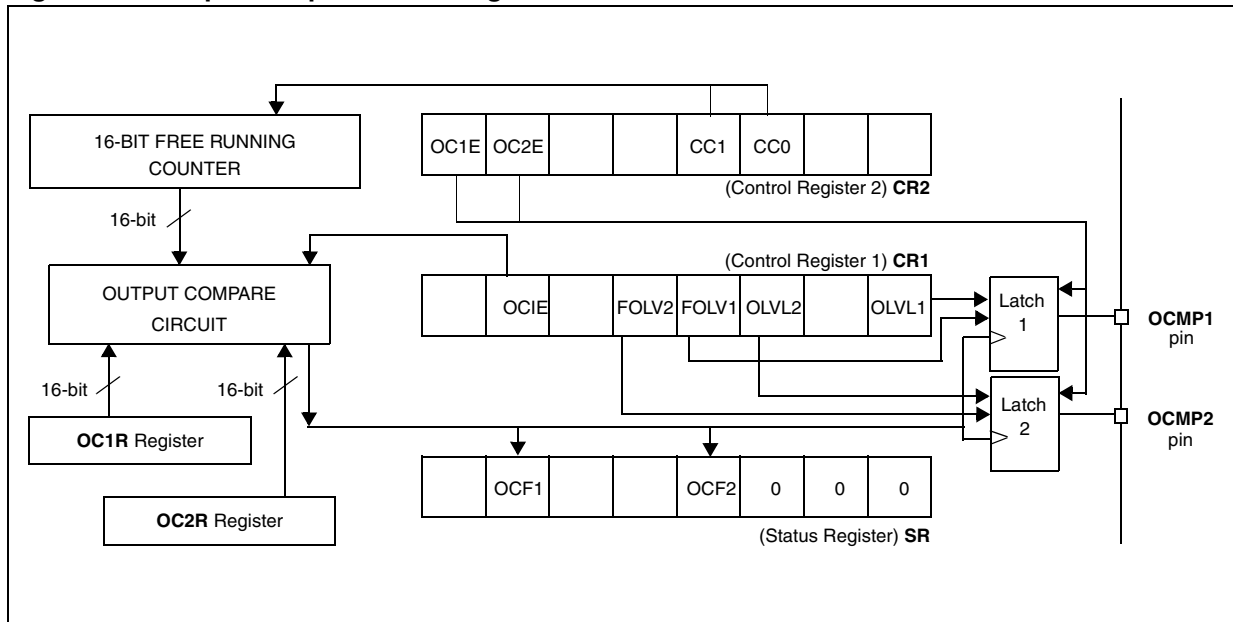 16-BIT FREE RUNNING
COUNTER
OC1E OC2E CC1 CC0
(Control Register 2) CR2
16-bit
(Control Register 1) CR1
OUTPUT COMPARE
CIRCUIT
OCIE FOLV2 FOLV1 OLVL2 OLVL1
Latch
1
OCMP1
pin
16-bit
16-bit
Latch
2
OCMP2
pin
OC1R Register
OCF1 OCF2 0 0 0
OC2R Register
(Status Register) SR